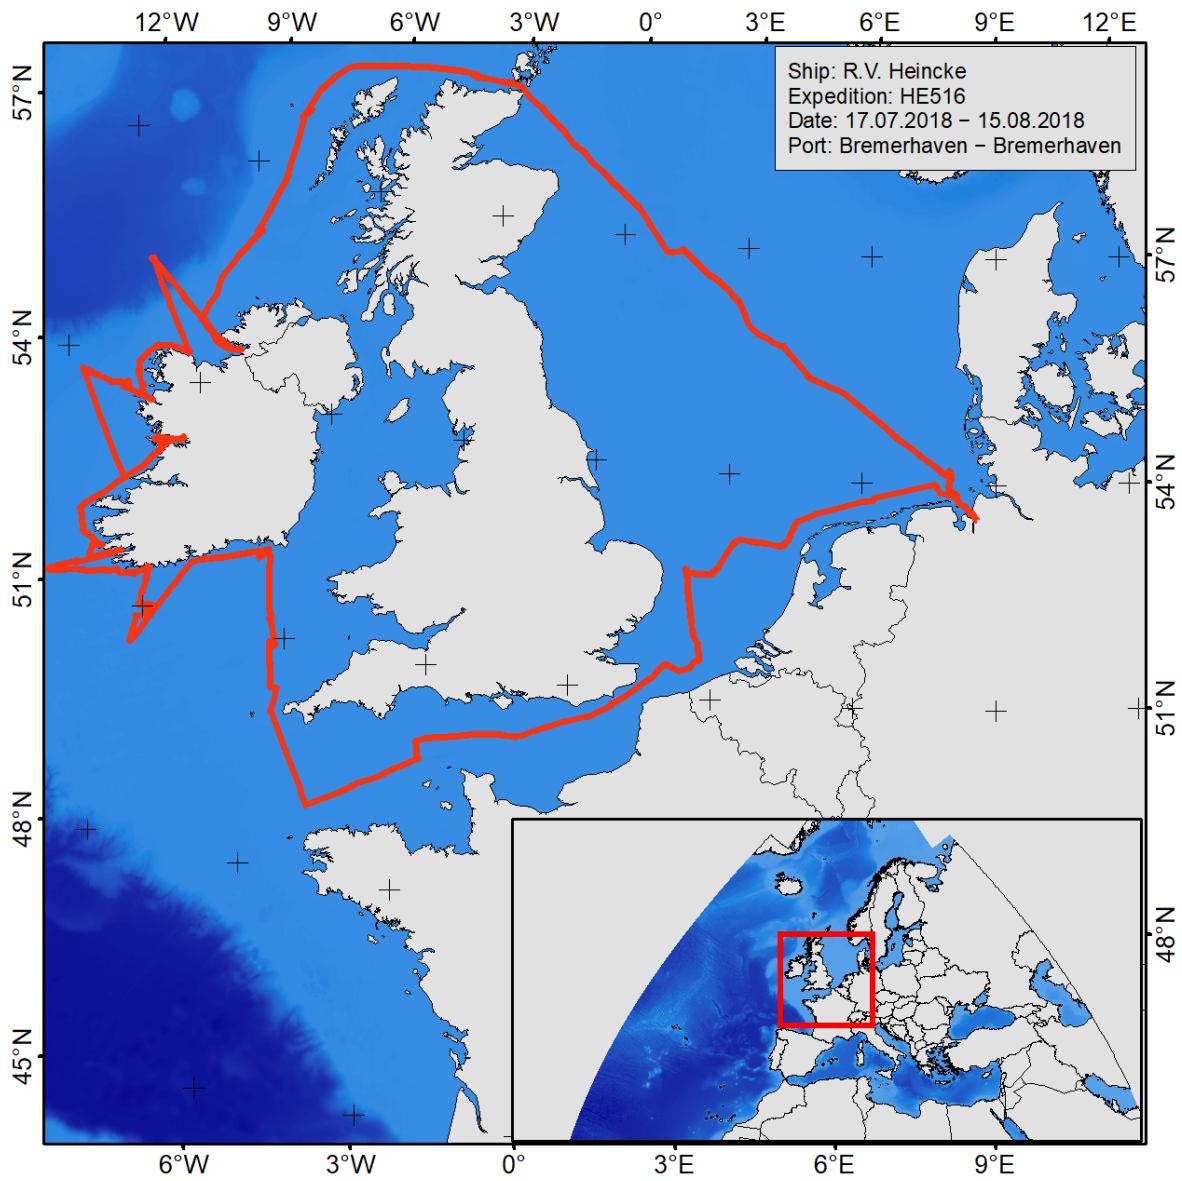 12°W 9°W 6°W 3°W 0° 3°E 6°E 9°E 12°E
Ship: R.V. Heincke
Expedition: HE516
Date: 17.07.2018 − 15.08.2018
Port: Bremerhaven − Bremerhaven
57°N
57°N
54°N
54°N
51°N
51°N
48°N
48°N
45°N
6°W 3°W 0° 3°E 6°E 9°E